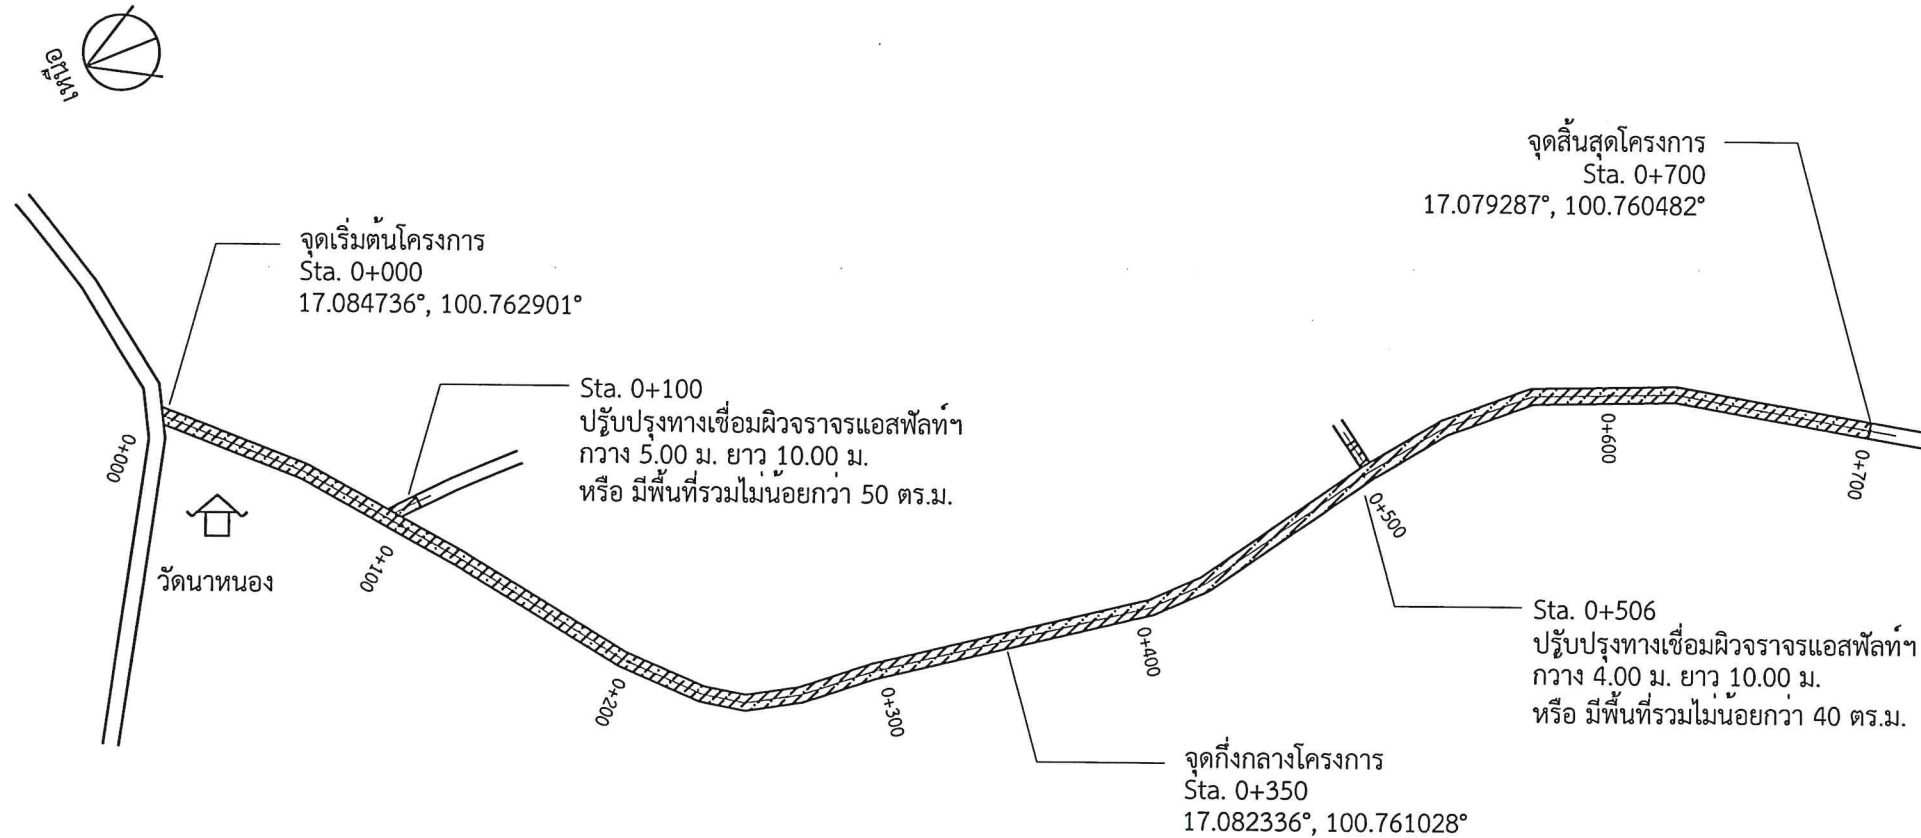 เหนือ
จุดสิ้นสุดโครงการ
Sta. 0+700
17.079287°, 100.760482°
จุดเริ่มต้นโครงการ
Sta. 0+000
17.084736°, 100.762901°
Sta. 0+100
ปรับปรุงทางเชื่อมผิวจราจรแอสฟัลท์ฯ
กว้าง 5.00 ม. ยาว 10.00 ม.
หรือ มีพื้นที่รวมไม่น้อยกว่า 50 ตร.ม.
0+000
0+100
0+200
0+300
0+400
0+500
0+600
0+700
วัดนาหนอง
Sta. 0+506
ปรับปรุงทางเชื่อมผิวจราจรแอสฟัลท์ฯ
กว้าง 4.00 ม. ยาว 10.00 ม.
หรือ มีพื้นที่รวมไม่น้อยกว่า 40 ตร.ม.
จุดกึ่งกลางโครงการ
Sta. 0+350
17.082336°, 100.761028°